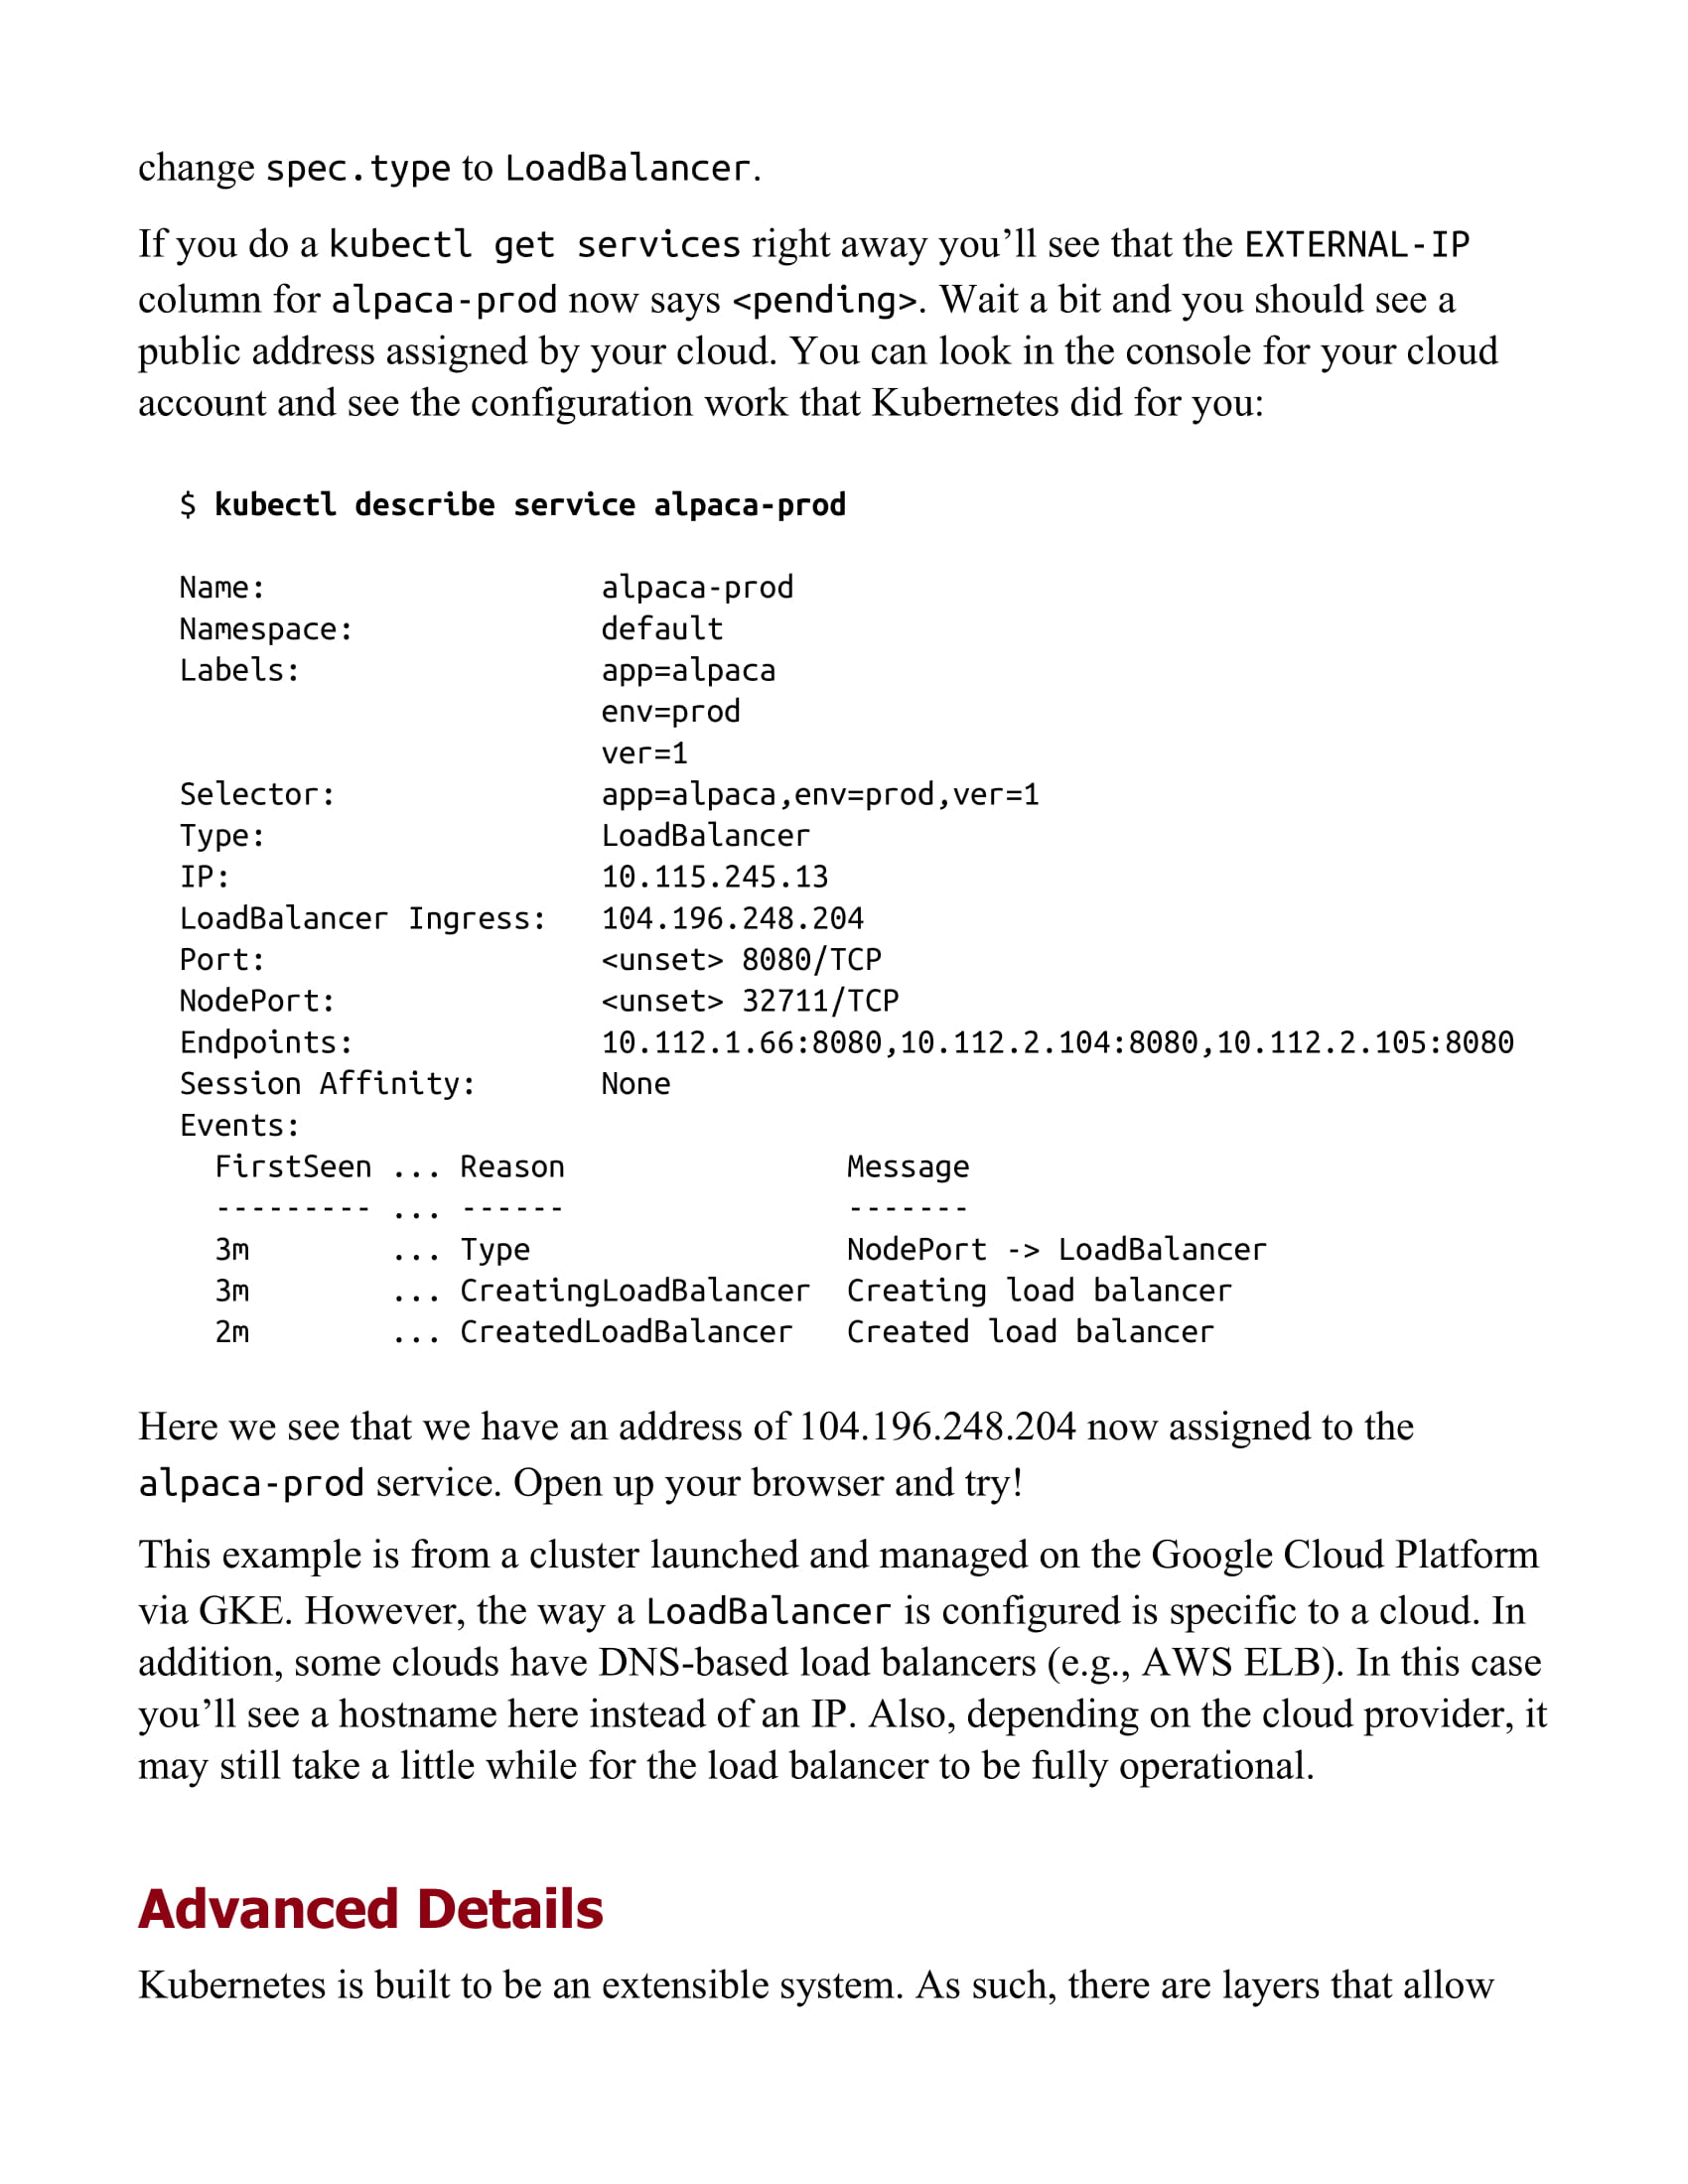 change spec.type to LoadBalancer.
If you do a kubectl get services right away you’ll see that the EXTERNAL-IP
column for alpaca-prod now says <pending>. Wait a bit and you should see a
public address assigned by your cloud. You can look in the console for your cloud
account and see the configuration work that Kubernetes did for you:
$ kubectl describe service alpaca-prod
Name:                   alpaca-prod
Namespace:              default
Labels:                 app=alpaca
                        env=prod
                        ver=1
Selector:               app=alpaca,env=prod,ver=1
Type:                   LoadBalancer
IP:                     10.115.245.13
LoadBalancer Ingress:   104.196.248.204
Port:                   <unset> 8080/TCP
NodePort:               <unset> 32711/TCP
Endpoints:              10.112.1.66:8080,10.112.2.104:8080,10.112.2.105:8080
Session Affinity:       None
Events:
  FirstSeen ... Reason                Message
  --------- ... ------                -------
  3m        ... Type                  NodePort -> LoadBalancer
  3m        ... CreatingLoadBalancer  Creating load balancer
  2m        ... CreatedLoadBalancer   Created load balancer
Here we see that we have an address of 104.196.248.204 now assigned to the
alpaca-prod service. Open up your browser and try!
This example is from a cluster launched and managed on the Google Cloud Platform
via GKE. However, the way a LoadBalancer is configured is specific to a cloud. In
addition, some clouds have DNS-based load balancers (e.g., AWS ELB). In this case
you’ll see a hostname here instead of an IP. Also, depending on the cloud provider, it
may still take a little while for the load balancer to be fully operational.
Advanced Details
Kubernetes is built to be an extensible system. As such, there are layers that allow